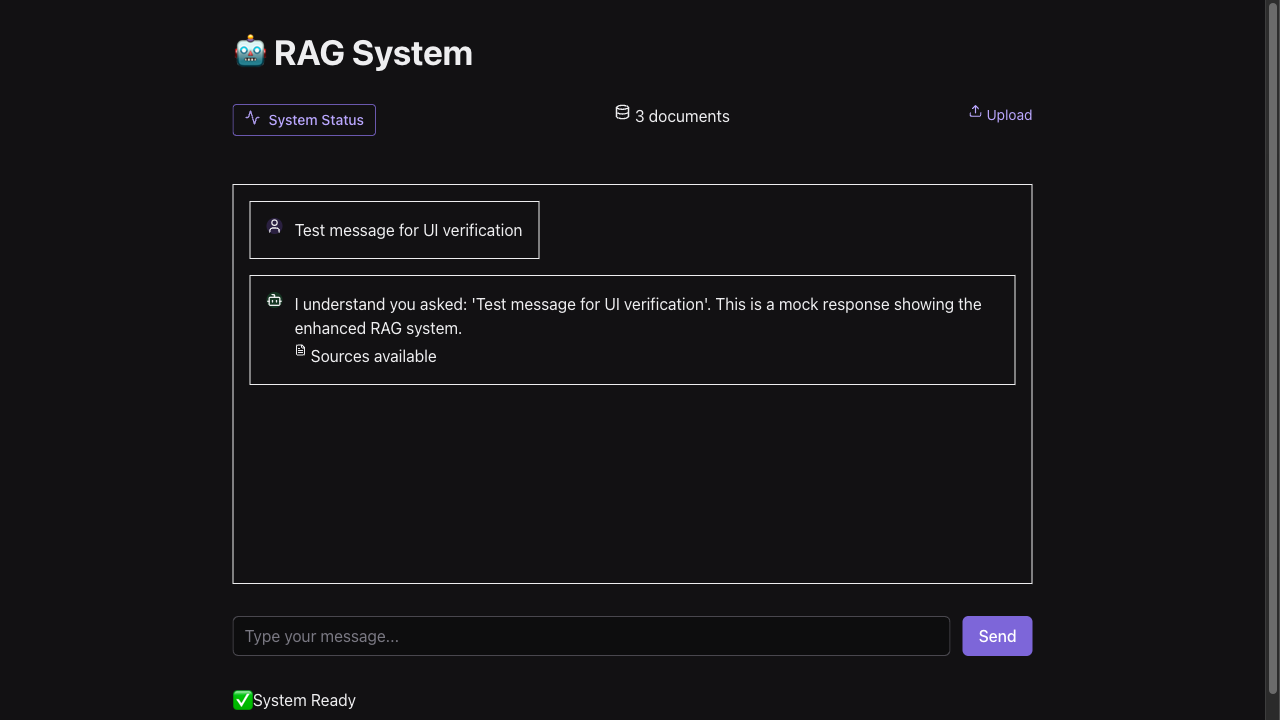 RAG System
System Status
3 documents
Upload
Test message for UI verification
I understand you asked: 'Test message for UI verification'. This is a mock response showing the
enhanced RAG system.
Sources available
Type your message...
Send
System Ready